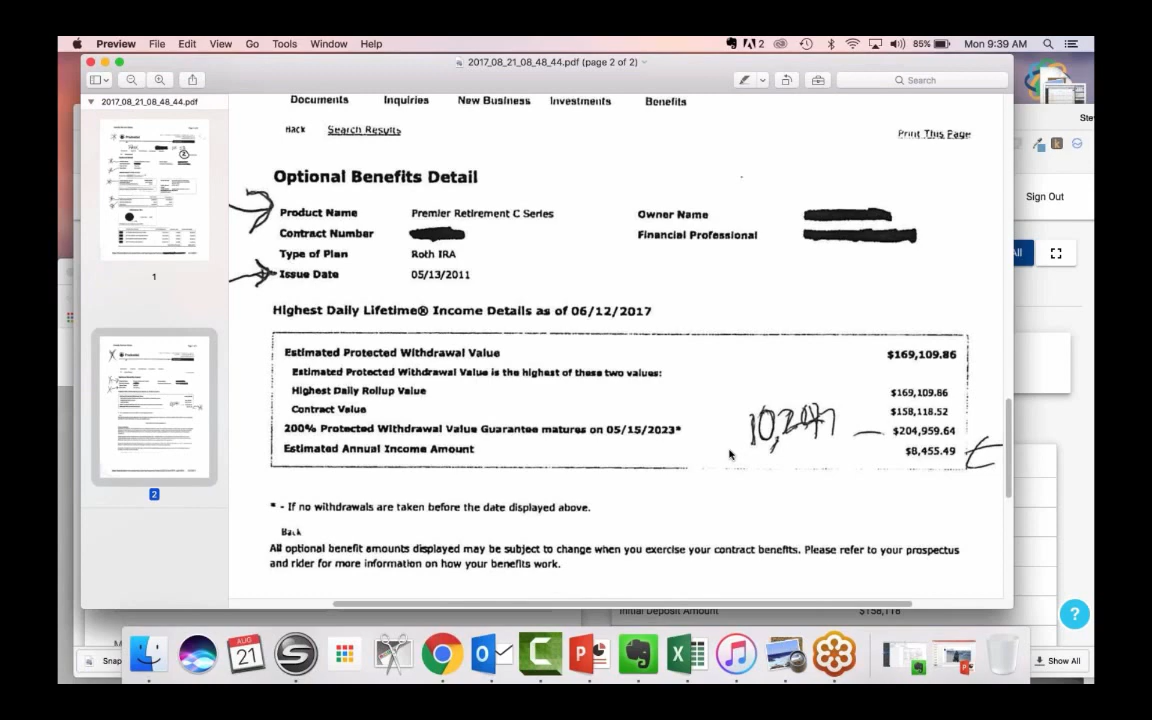 Preview File Edit View Go Tools Window Help
2 85% Mon 9:39 AM
2017_08_21_08_48_44.pdf (page 2 of 2)
Search
2017_08_21_08_48_44.pdf
1
2
Documents Inquiries New Business Investments Benefits
Back Search Results Print This Page
Optional Benefits Detail
Product Name Premier Retirement C Series Owner Name
Contract Number Financial Professional
Type of Plan Roth IRA
Issue Date 05/13/2011
Highest Daily Lifetime® Income Details as of 06/12/2017
Estimated Protected Withdrawal Value $169,109.86
Estimated Protected Withdrawal Value is the highest of these two values:
Highest Daily Rollup Value $169,109.86
Contract Value $158,118.52
200% Protected Withdrawal Value Guarantee matures on 05/15/2023* $204,959.64
Estimated Annual Income Amount $8,455.49
* - If no withdrawals are taken before the date displayed above.
Back
All optional benefit amounts displayed may be subject to change when you exercise your contract benefits. Please refer to your prospectus
and rider for more information on how your benefits work.
Ste
Sign Out
All
Initial Deposit Amount $158,118
?
M
Snap
AUG
21
Show All